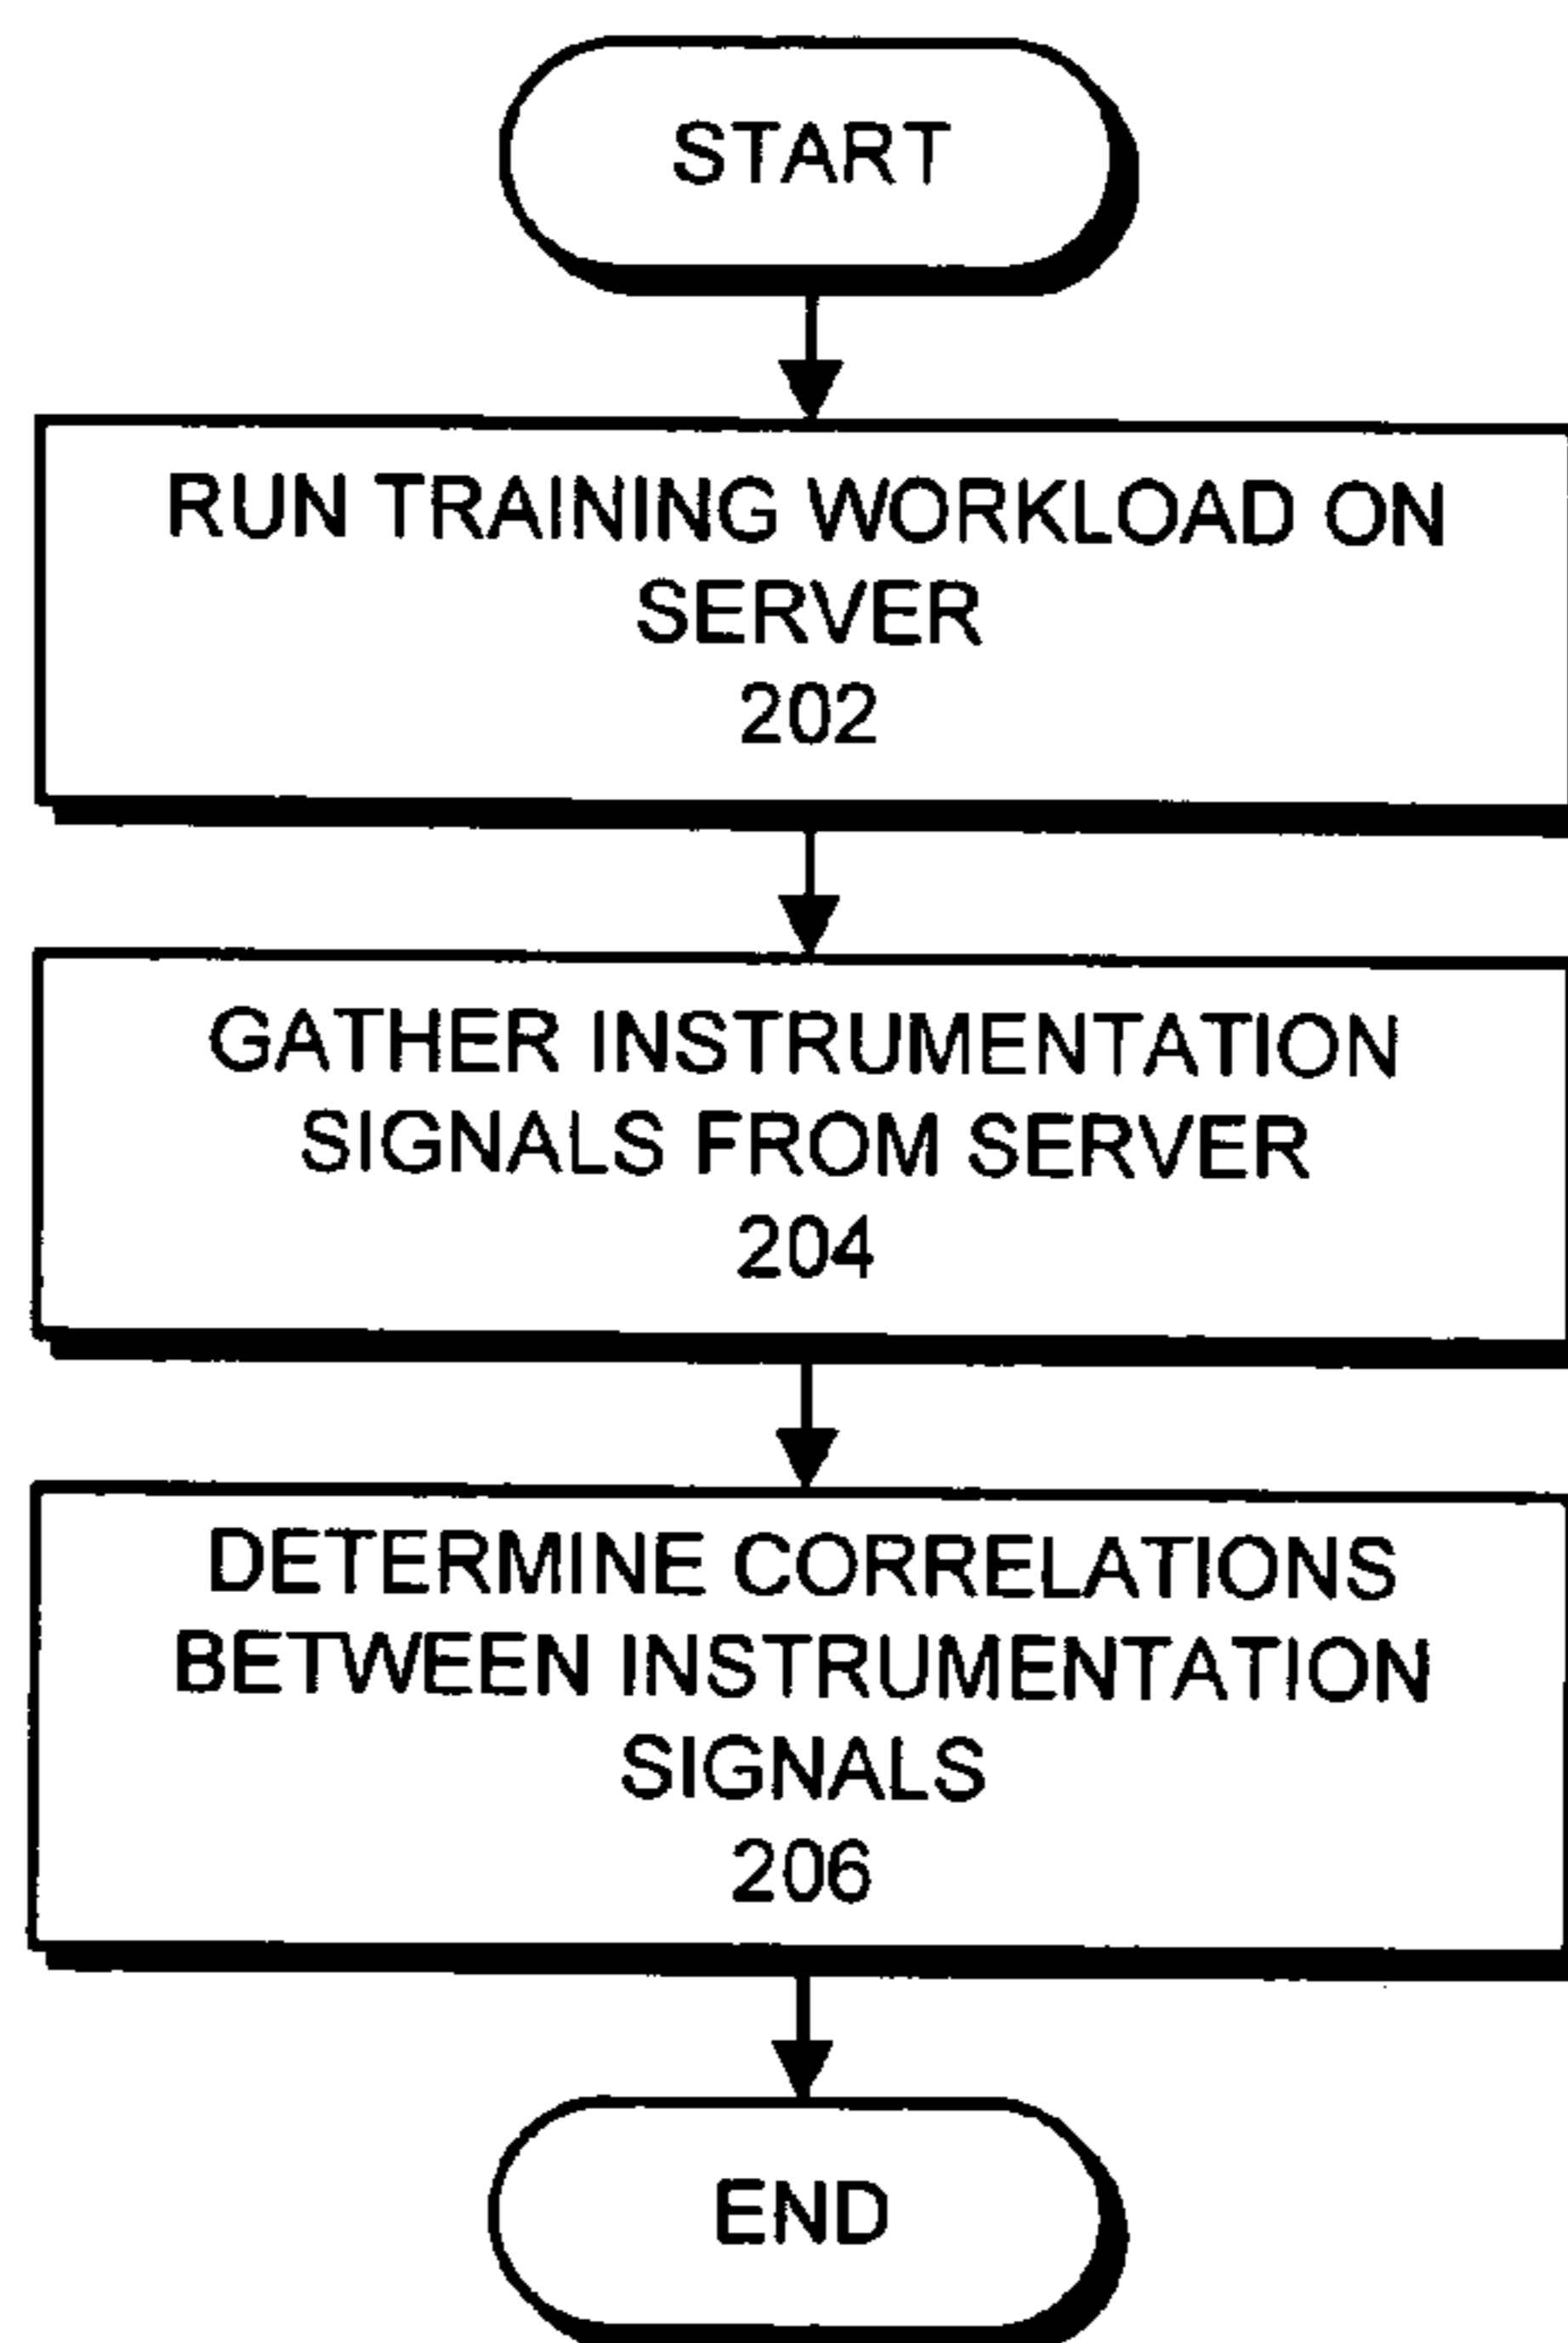 START
RUN TRAINING WORKLOAD ON
SERVER
202
GATHER INSTRUMENTATION
SIGNALS FROM SERVER
204
DETERMINE CORRELATIONS
BETWEEN INSTRUMENTATION
SIGNALS
206
END